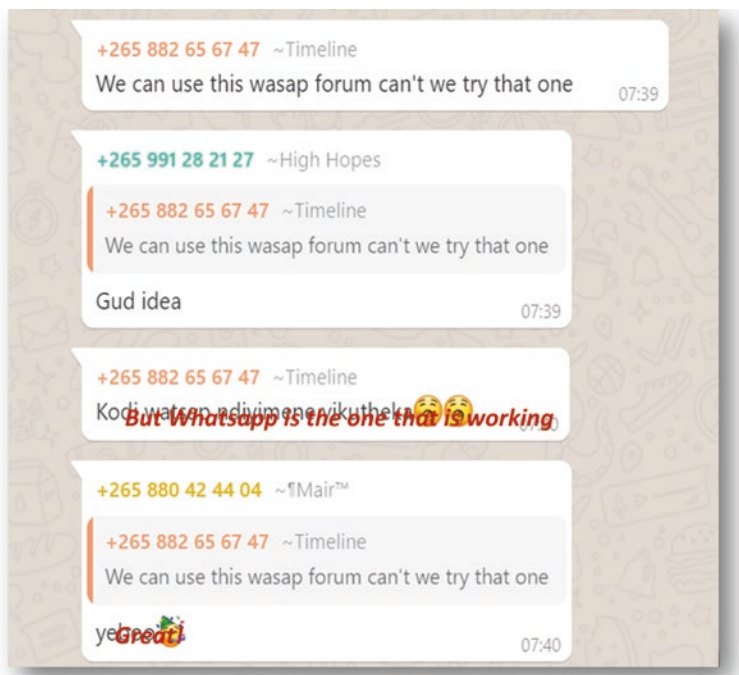 +265 882 65 67 47 ~Timeline
We can use this wasap forum can't we try that one
07:39
+265 991 28 21 27 ~High Hopes
+265 882 65 67 47 ~Timeline
We can use this wasap forum can't we try that one
Gud idea
07:39
+265 882 65 67 47 ~Timeline
Kodi watsap ndiyimene
But Whatsapp is the one that is working
+265 880 42 44 04 ~¶Mair™
+265 882 65 67 47 ~Timeline
We can use this wasap forum can't we try that one
Great!
07:40